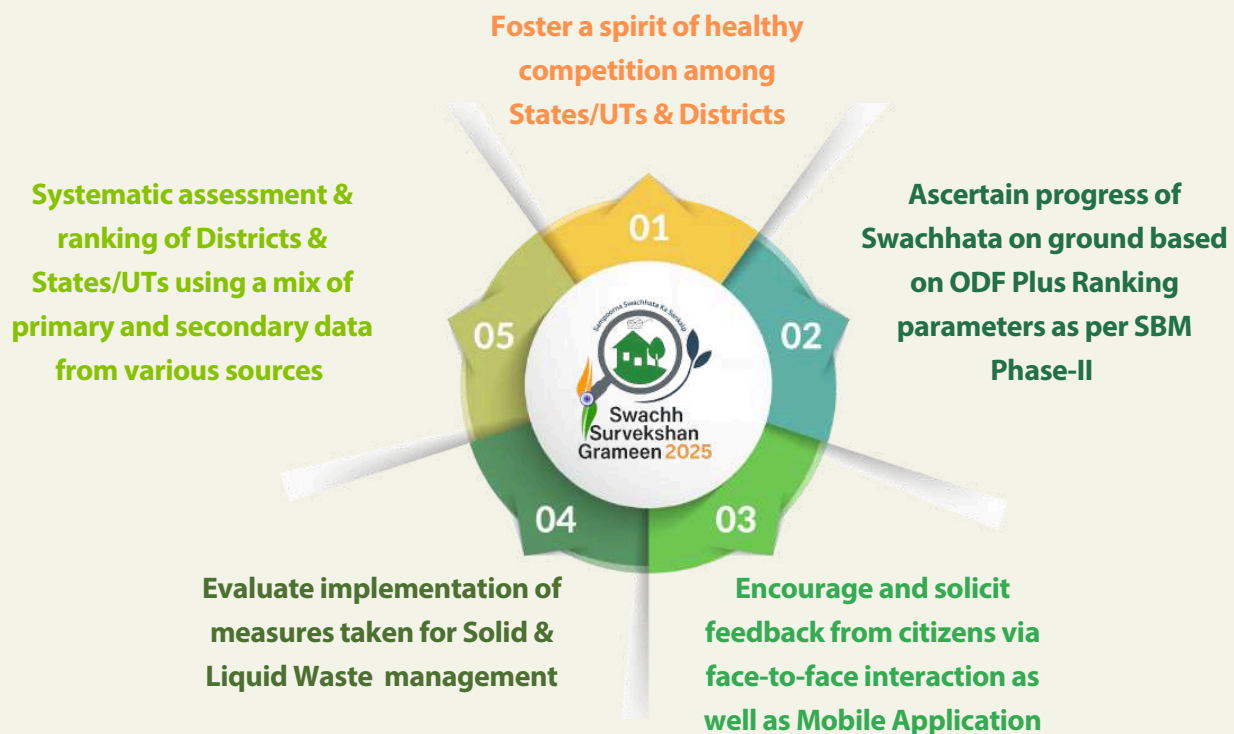 Foster a spirit of healthy
competition among
States/UTs & Districts
01
Ascertain progress of
Swachhata on ground based
on ODF Plus Ranking
parameters as per SBM
Phase-II
02
Encourage and solicit
feedback from citizens via
face-to-face interaction as
well as Mobile Application
03
Evaluate implementation of
measures taken for Solid &
Liquid Waste management
04
Systematic assessment &
ranking of Districts &
States/UTs using a mix of
primary and secondary data
from various sources
05
Sampoorna Swachhata Ka Sankalp
Swachh
Survekshan
Grameen 2025